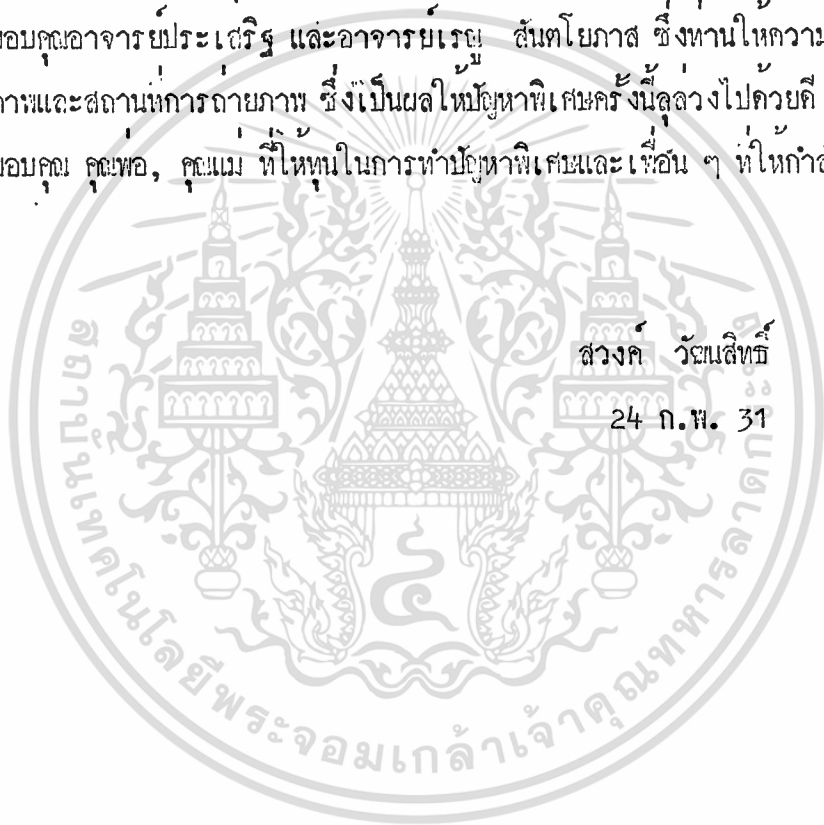 ขอบคุณอาจารย์ประเสริฐ และอาจารย์เรณู สันตโยภาส ซึ่งท่านให้ความ
ภาพและสถานที่การถ่ายภาพ ซึ่งเป็นผลให้ปัญหาพิเศษครั้งนี้ลุล่วงไปด้วยดี
ขอบคุณ คุณพ่อ, คุณแม่ ที่ให้ทุนในการทำปัญหาพิเศษและเพื่อน ๆ ที่ให้กำลั
สวงค์ วัฒนสิทธิ์
24 ก.พ. 31
สถาบันเทคโนโลยีพระจอมเกล้าเจ้าคุณทหารลาดกระบัง